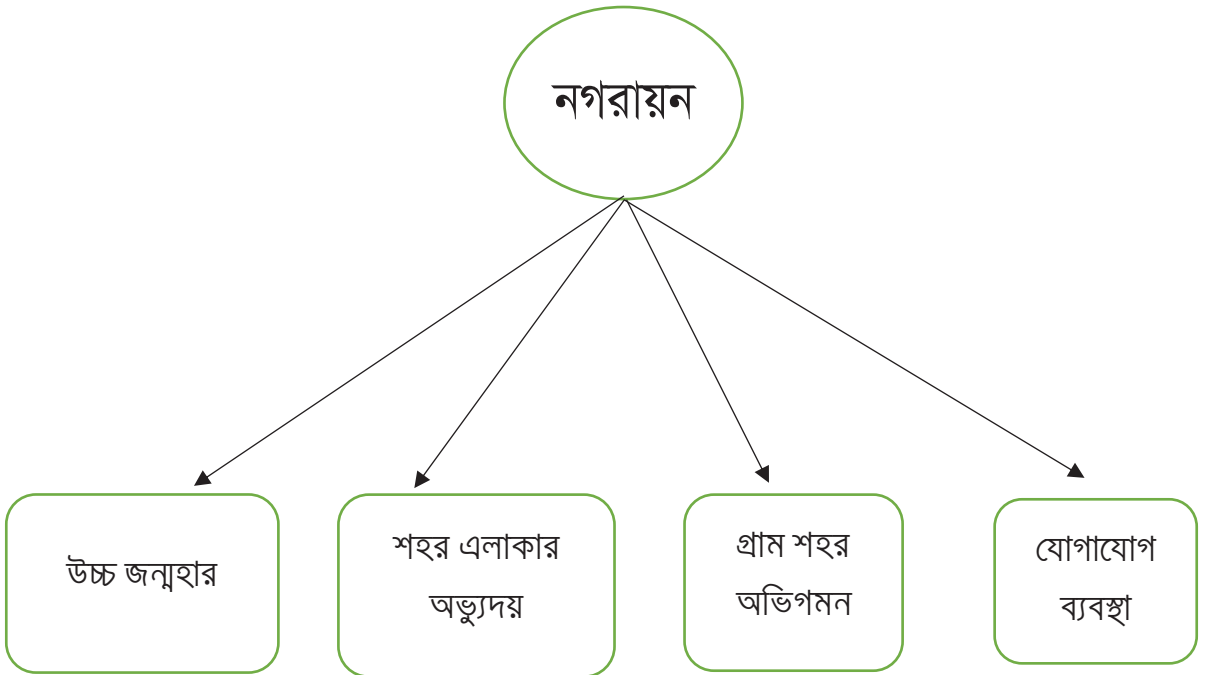 নগরায়ন
উচ্চ জন্মহার
শহর এলাকার
অভ্যুদয়
গ্রাম শহর
অভিগমন
যোগাযোগ
ব্যবস্থা